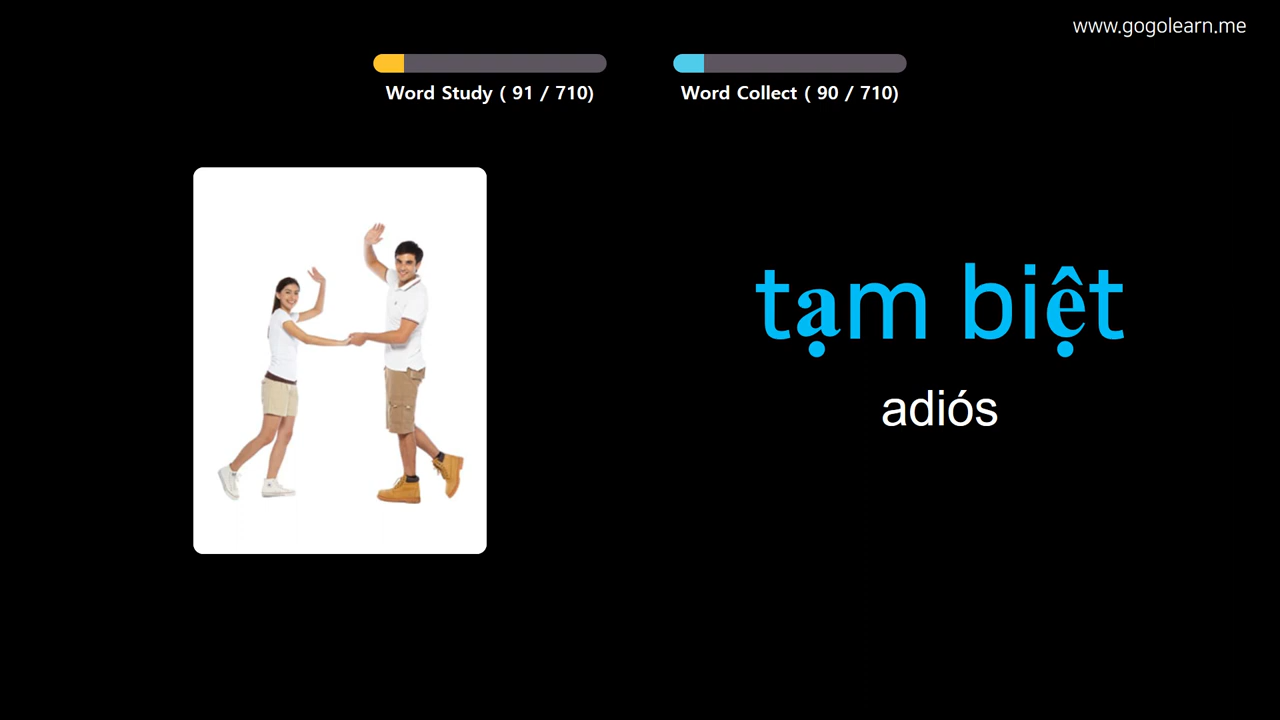 www.gogolearn.me
Word Study ( 91 / 710)
Word Collect ( 90 / 710)
tạm biệt
adiós